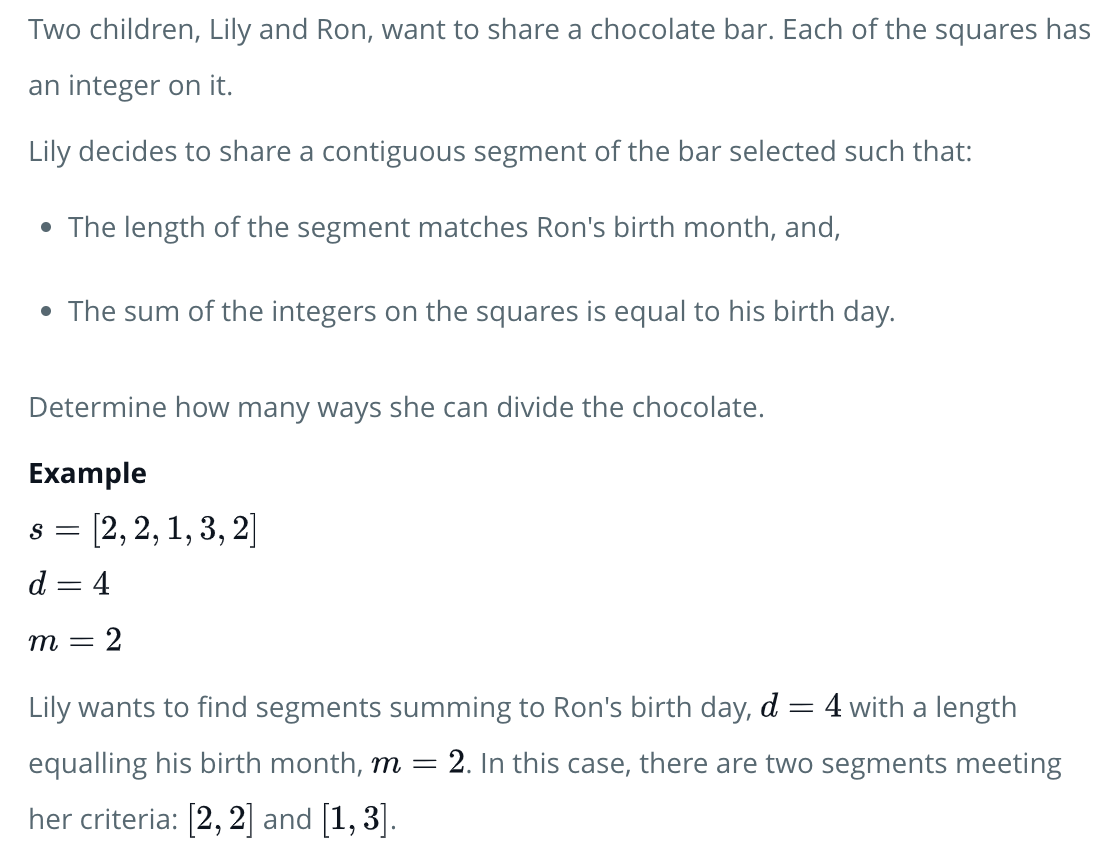 Two children, Lily and Ron, want to share a chocolate bar. Each of the squares has
an integer on it.
Lily decides to share a contiguous segment of the bar selected such that:
• The length of the segment matches Ron's birth month, and,
• The sum of the integers on the squares is equal to his birth day.
Determine how many ways she can divide the chocolate.
Example
s = [2, 2, 1, 3, 2]
d = 4
m = 2
Lily wants to find segments summing to Ron's birth day, d = 4 with a length
equalling his birth month, m = 2. In this case, there are two segments meeting
her criteria: [2, 2] and [1, 3].